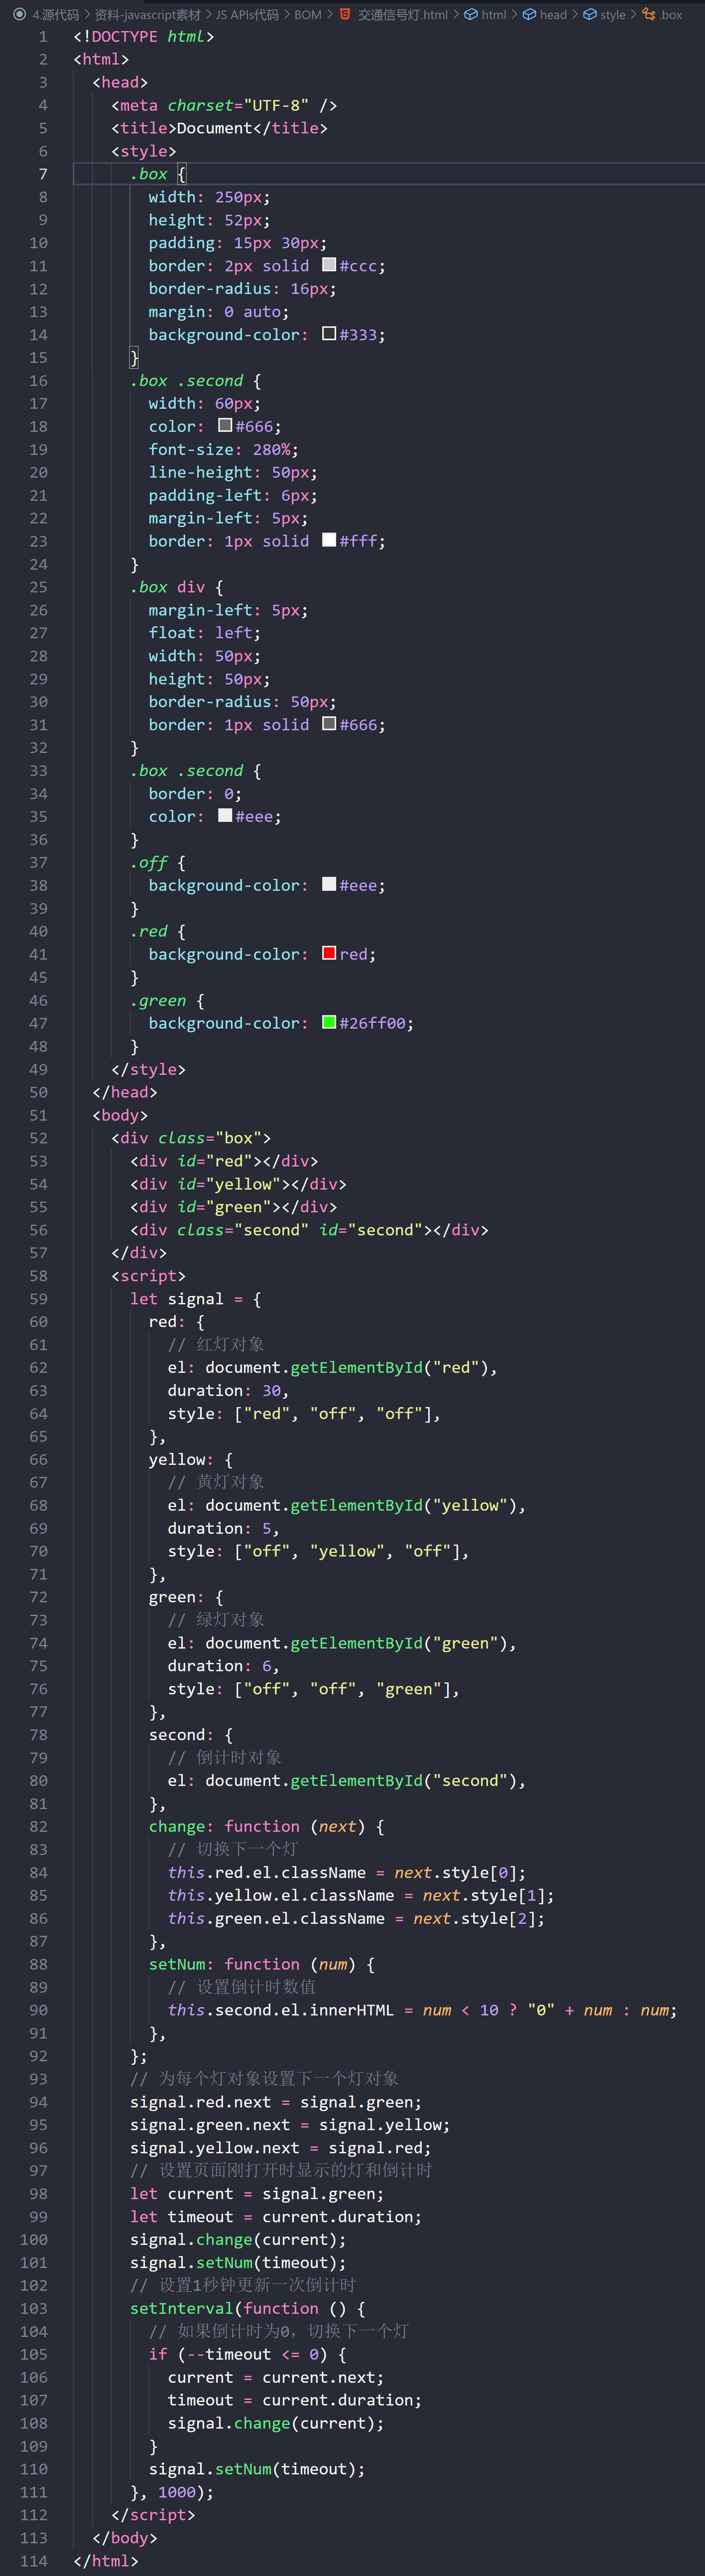 4.源代码 > 资料-javascript素材 > JS APIs代码 > BOM > 交通信号灯.html > html > head > style > .box
1 <!DOCTYPE html>
2 <html>
3 <head>
4 <meta charset="UTF-8" />
5 <title>Document</title>
6 <style>
7 .box {
8 width: 250px;
9 height: 52px;
10 padding: 15px 30px;
11 border: 2px solid #ccc;
12 border-radius: 16px;
13 margin: 0 auto;
14 background-color: #333;
15 }
16 .box .second {
17 width: 60px;
18 color: #666;
19 font-size: 280%;
20 line-height: 50px;
21 padding-left: 6px;
22 margin-left: 5px;
23 border: 1px solid #fff;
24 }
25 .box div {
26 margin-left: 5px;
27 float: left;
28 width: 50px;
29 height: 50px;
30 border-radius: 50px;
31 border: 1px solid #666;
32 }
33 .box .second {
34 border: 0;
35 color: #eee;
36 }
37 .off {
38 background-color: #eee;
39 }
40 .red {
41 background-color: red;
45 }
46 .green {
47 background-color: #26ff00;
48 }
49 </style>
50 </head>
51 <body>
52 <div class="box">
53 <div id="red"></div>
54 <div id="yellow"></div>
55 <div id="green"></div>
56 <div class="second" id="second"></div>
57 </div>
58 <script>
59 let signal = {
60 red: {
61 // 红灯对象
62 el: document.getElementById("red"),
63 duration: 30,
64 style: ["red", "off", "off"],
65 },
66 yellow: {
67 // 黄灯对象
68 el: document.getElementById("yellow"),
69 duration: 5,
70 style: ["off", "yellow", "off"],
71 },
72 green: {
73 // 绿灯对象
74 el: document.getElementById("green"),
75 duration: 6,
76 style: ["off", "off", "green"],
77 },
78 second: {
79 // 倒计时对象
80 el: document.getElementById("second"),
81 },
82 change: function (next) {
83 // 切换下一个灯
84 this.red.el.className = next.style[0];
85 this.yellow.el.className = next.style[1];
86 this.green.el.className = next.style[2];
87 },
88 setNum: function (num) {
89 // 设置倒计时数值
90 this.second.el.innerHTML = num < 10 ? "0" + num : num;
91 },
92 };
93 // 为每个灯对象设置下一个灯对象
94 signal.red.next = signal.green;
95 signal.green.next = signal.yellow;
96 signal.yellow.next = signal.red;
97 // 设置页面刚打开时显示的灯和倒计时
98 let current = signal.green;
99 let timeout = current.duration;
100 signal.change(current);
101 signal.setNum(timeout);
102 // 设置1秒钟更新一次倒计时
103 setInterval(function () {
104 // 如果倒计时为0，切换下一个灯
105 if (--timeout <= 0) {
106 current = current.next;
107 timeout = current.duration;
108 signal.change(current);
109 }
110 signal.setNum(timeout);
111 }, 1000);
112 </script>
113 </body>
114 </html>